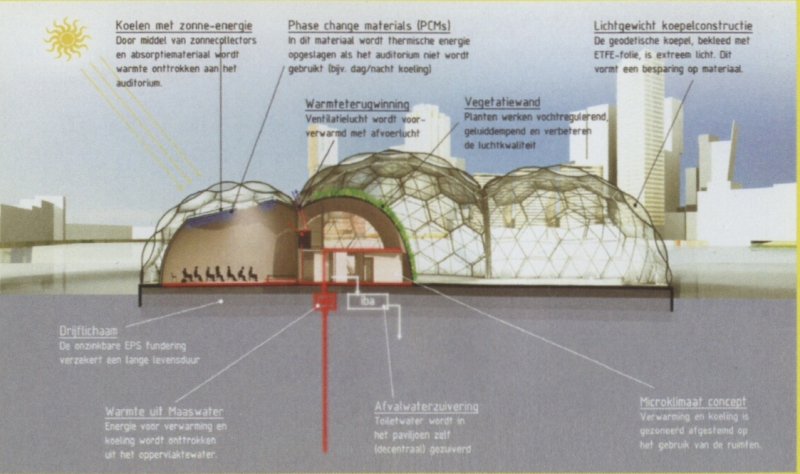 Koelen met zonne-energie
Door middel van zonnecollectors
en absorptiemateriaal wordt
warmte onttrokken aan het
auditorium.
Phase change materials (PCMs)
In dit materiaal wordt thermische energie
opgeslagen als het auditorium niet wordt
gebruikt (bijv. dag/nacht koeling)
Lichtgewicht koepelconstructie
De geodetische koepel, bekleed met
ETFE-folie, is extreem licht. Dit
vormt een besparing op materiaal.
Warmteterugwinning
Ventilatielucht wordt voor-
verwarmd met afvoerlucht
Vegetatiewand
Planten werken vochtregulerend,
geluiddempend en verbeteren
de luchtkwaliteit
iba
Drijflichaam
De onzinkbare EPS fundering
verzekert een lange levensduur
Warmte uit Maaswater
Energie voor verwarming en
koeling wordt onttrokken
uit het oppervlaktewater.
Afvalwaterzuivering
Toiletwater wordt in
het paviljoen zelf
(decentraal) gezuiverd
Microklimaat concept
Verwarming en koeling is
gezoneerd afgestemd op
het gebruik van de ruimten.